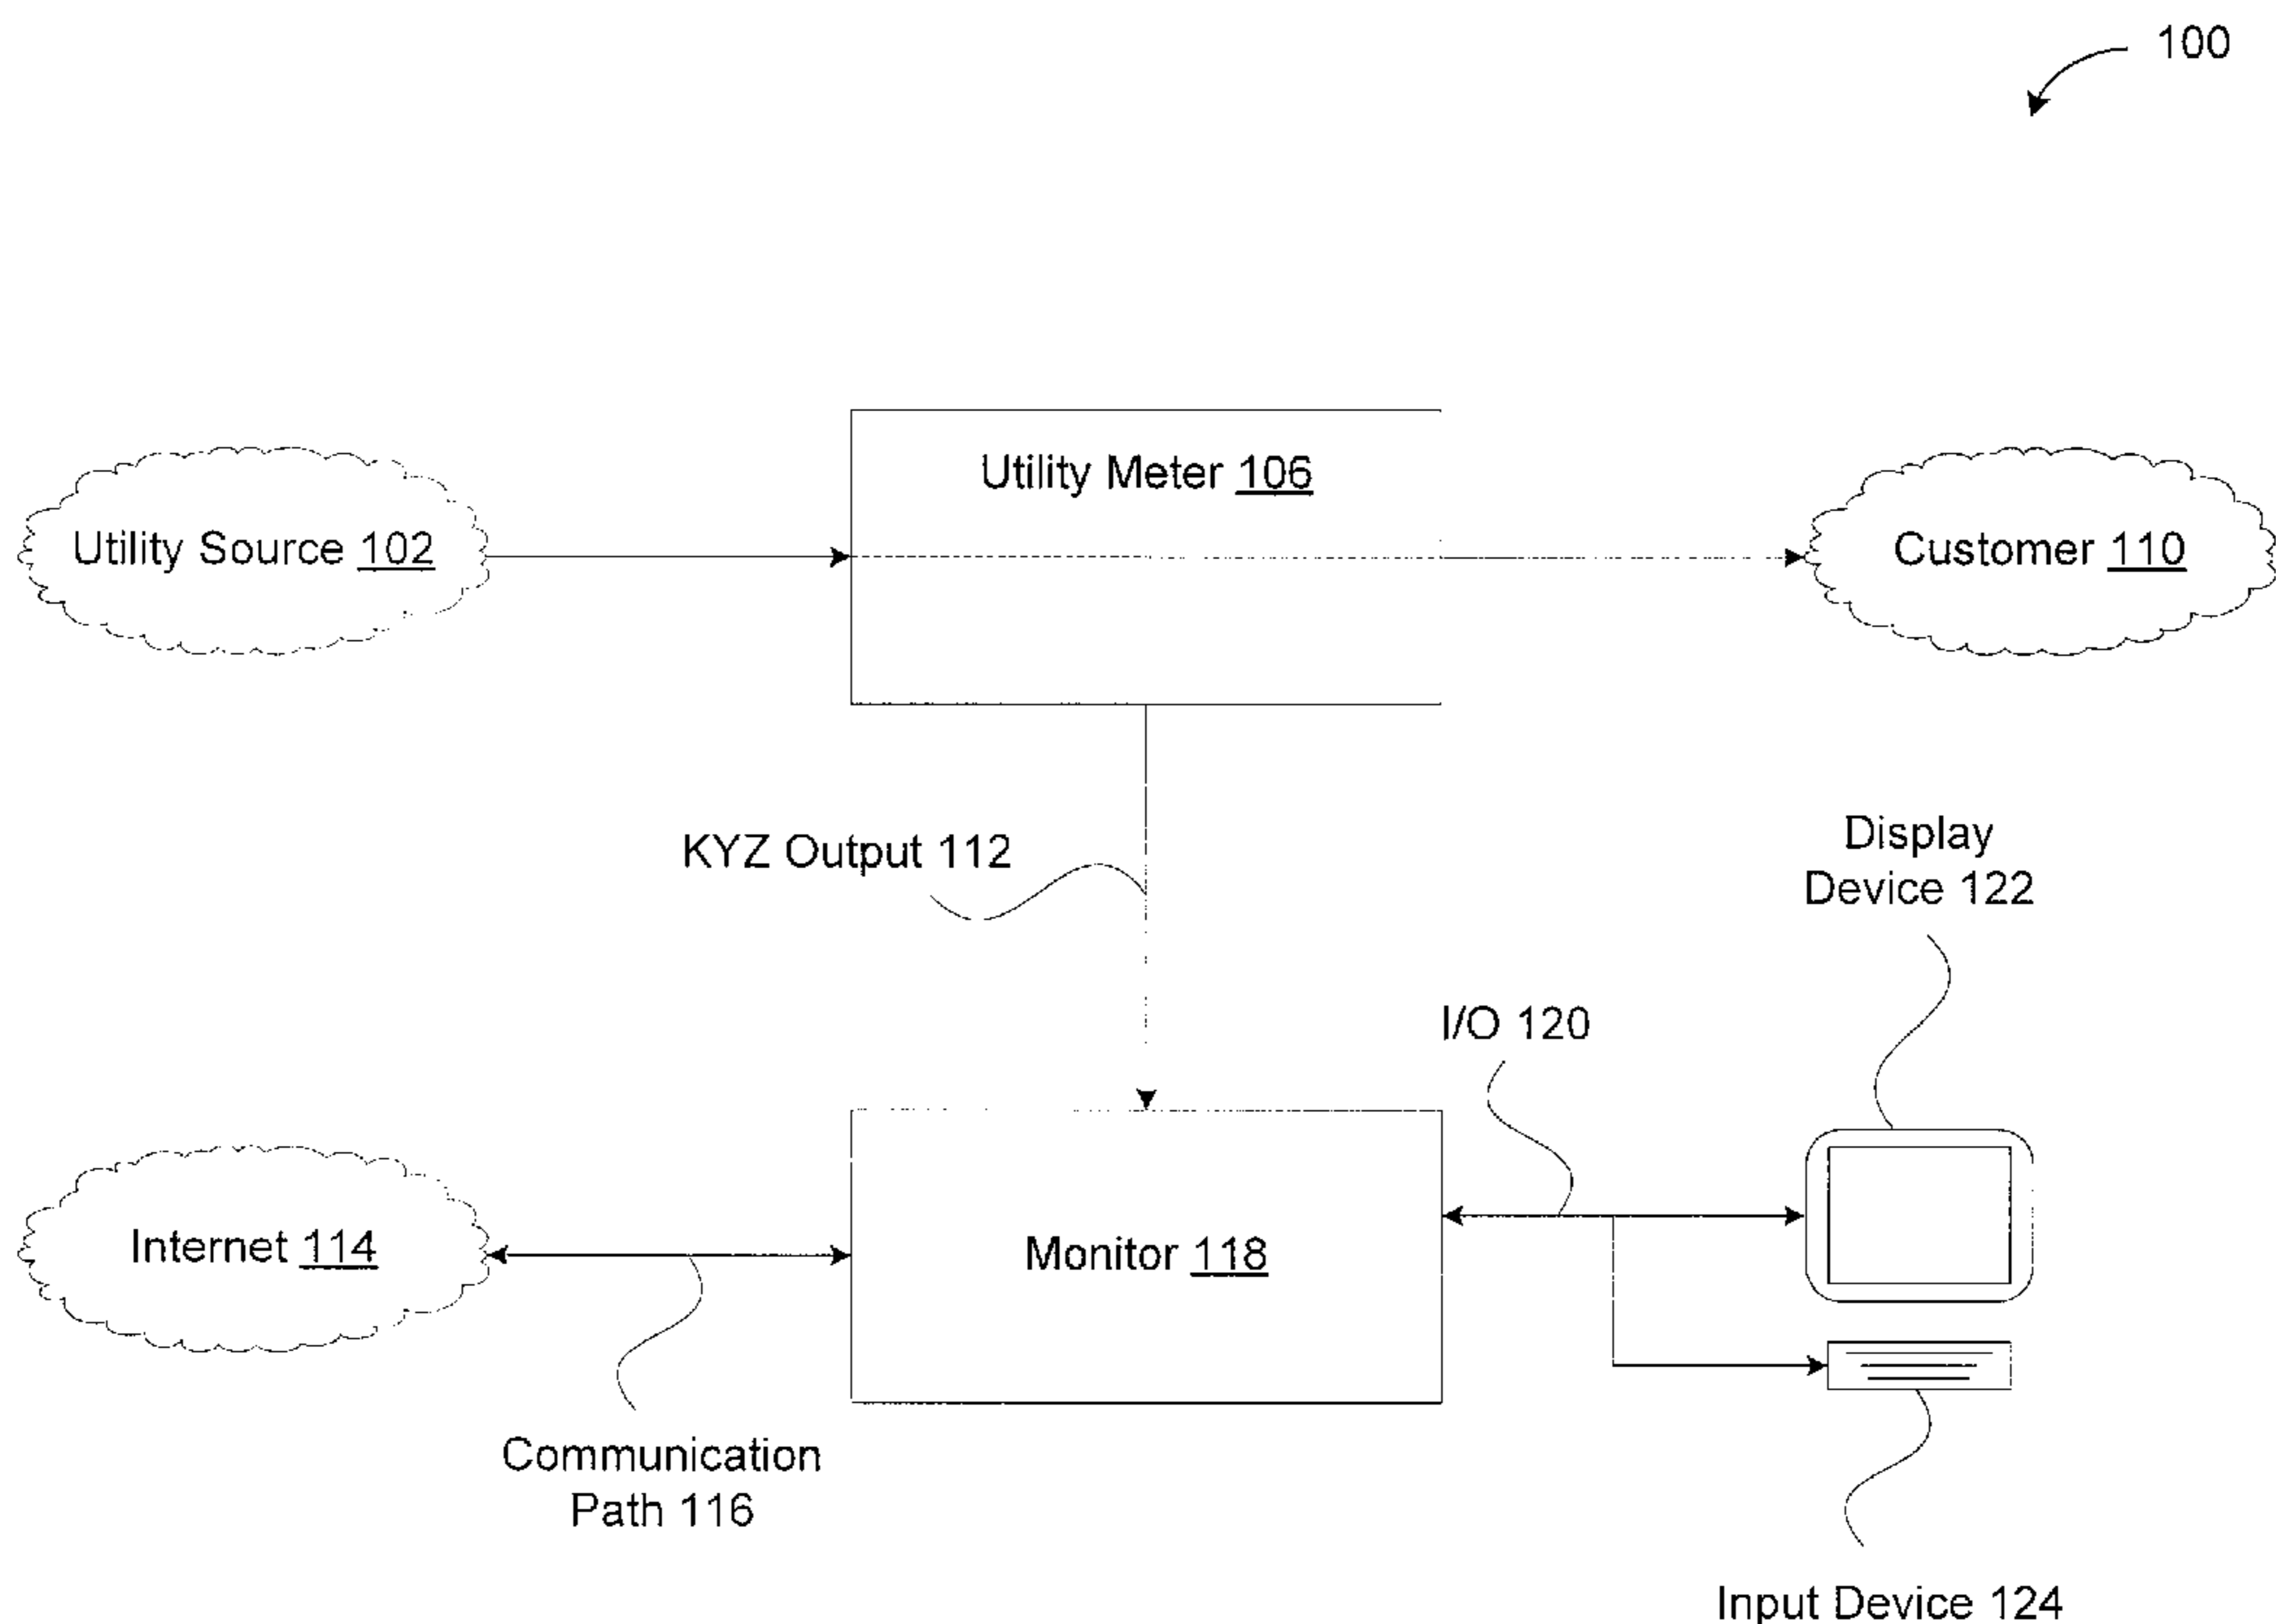 100
Utility Meter 106
Utility Source 102
Customer 110
KYZ Output 112
Display
Device 122
I/O 120
Internet 114
Monitor 118
Communication
Path 116
Input Device 124